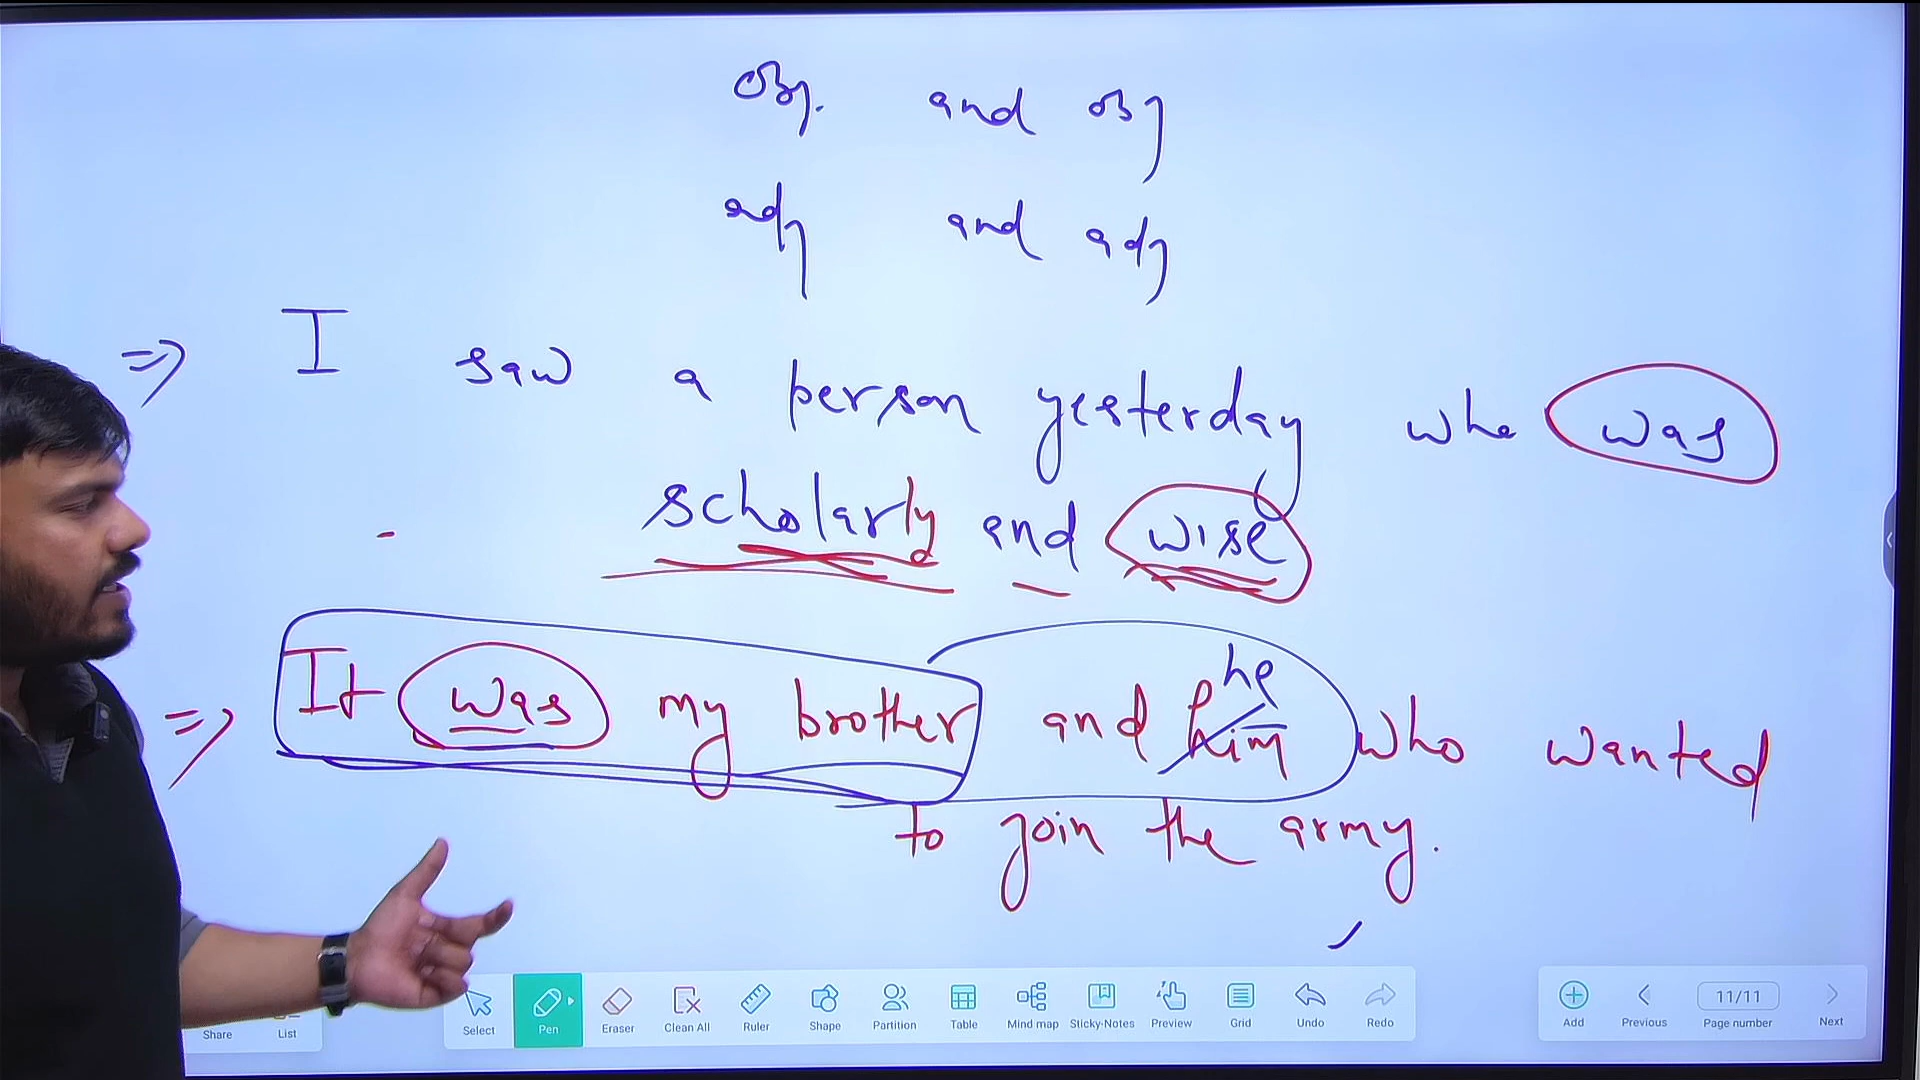 obj. and obj
adj and adj
⇒ I saw a person yesterday who was
scholarly and wise
he
⇒ It was my brother and him who wanted
to join the army.
Share List Select Pen Eraser Clean All Ruler Shape Partition Table Mind map Sticky-Notes Preview Grid Undo Redo Add Previous 11/11 Page number Next